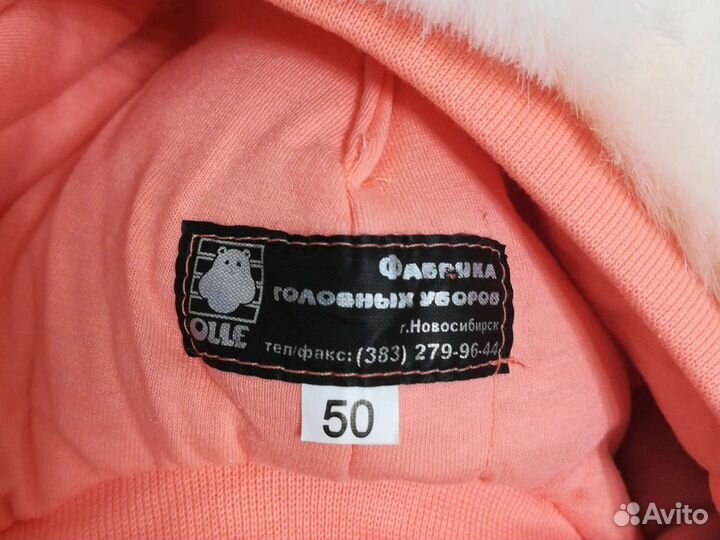 OLLE
Фабрика
головных уборов
г.Новосибирск
тел/факс: (383) 279-96-44
50
Avito